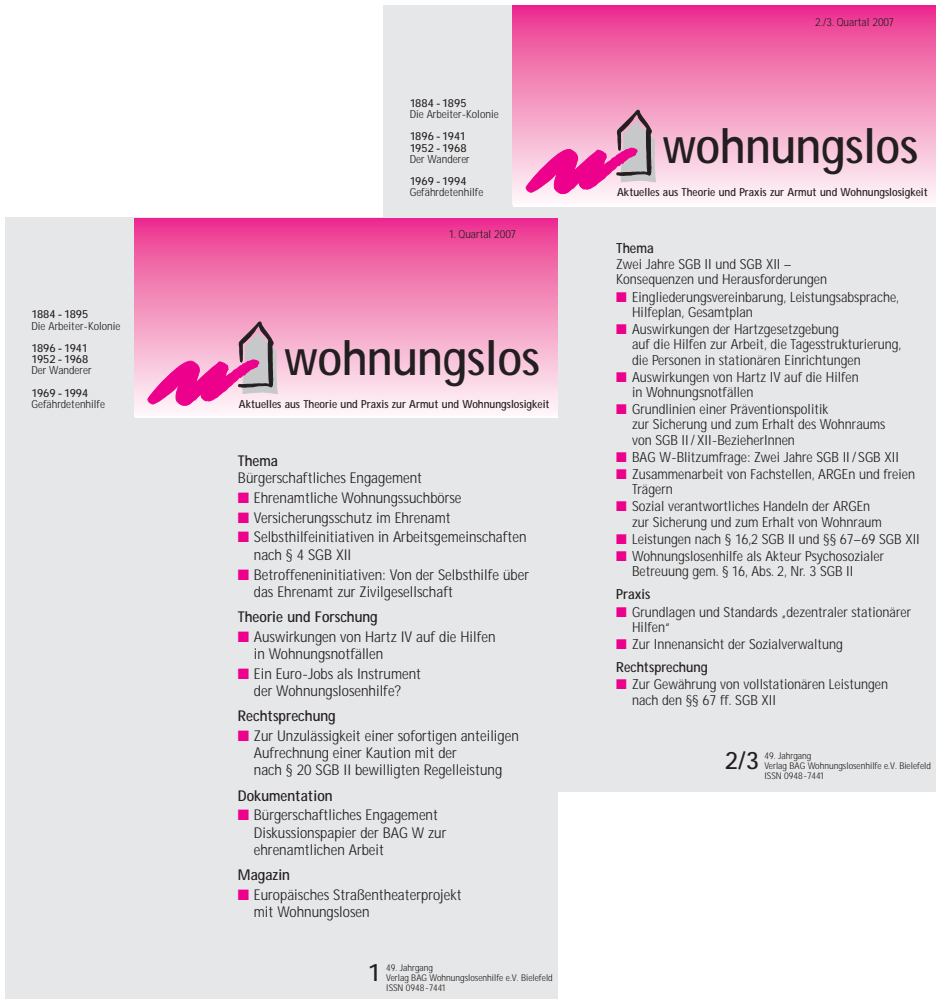 2./3. Quartal 2007
1884 - 1895
Die Arbeiter-Kolonie
1896 - 1941
1952 - 1968
Der Wanderer
1969 - 1994
Gefährdetenhilfe
wohnungslos
Aktuelles aus Theorie und Praxis zur Armut und Wohnungslosigkeit
Thema
Zwei Jahre SGB II und SGB XII –
Konsequenzen und Herausforderungen
■ Eingliederungsvereinbarung, Leistungsabsprache,
Hilfeplan, Gesamtplan
■ Auswirkungen der Hartzgesetzgebung
auf die Hilfen zur Arbeit, die Tagesstrukturierung,
die Personen in stationären Einrichtungen
■ Auswirkungen von Hartz IV auf die Hilfen
in Wohnungsnotfällen
■ Grundlinien einer Präventionspolitik
zur Sicherung und zum Erhalt des Wohnraums
von SGB II / XII-BezieherInnen
■ BAG W-Blitzumfrage: Zwei Jahre SGB II / SGB XII
■ Zusammenarbeit von Fachstellen, ARGEn und freien
Trägern
■ Sozial verantwortliches Handeln der ARGEn
zur Sicherung und zum Erhalt von Wohnraum
■ Leistungen nach § 16,2 SGB II und §§ 67–69 SGB XII
■ Wohnungslosenhilfe als Akteur Psychosozialer
Betreuung gem. § 16, Abs. 2, Nr. 3 SGB II
Praxis
■ Grundlagen und Standards „dezentraler stationärer
Hilfen“
■ Zur Innenansicht der Sozialverwaltung
Rechtsprechung
■ Zur Gewährung von vollstationären Leistungen
nach den §§ 67 ff. SGB XII
2/3
49. Jahrgang
Verlag BAG Wohnungslosenhilfe e.V. Bielefeld
ISSN 0948-7441
1. Quartal 2007
1884 - 1895
Die Arbeiter-Kolonie
1896 - 1941
1952 - 1968
Der Wanderer
1969 - 1994
Gefährdetenhilfe
wohnungslos
Aktuelles aus Theorie und Praxis zur Armut und Wohnungslosigkeit
Thema
Bürgerschaftliches Engagement
■ Ehrenamtliche Wohnungssuchbörse
■ Versicherungsschutz im Ehrenamt
■ Selbsthilfeinitiativen in Arbeitsgemeinschaften
nach § 4 SGB XII
■ Betroffeneninitiativen: Von der Selbsthilfe über
das Ehrenamt zur Zivilgesellschaft
Theorie und Forschung
■ Auswirkungen von Hartz IV auf die Hilfen
in Wohnungsnotfällen
■ Ein Euro-Jobs als Instrument
der Wohnungslosenhilfe?
Rechtsprechung
■ Zur Unzulässigkeit einer sofortigen anteiligen
Aufrechnung einer Kaution mit der
nach § 20 SGB II bewilligten Regelleistung
Dokumentation
■ Bürgerschaftliches Engagement
Diskussionspapier der BAG W zur
ehrenamtlichen Arbeit
Magazin
■ Europäisches Straßentheaterprojekt
mit Wohnungslosen
1
49. Jahrgang
Verlag BAG Wohnungslosenhilfe e.V. Bielefeld
ISSN 0948-7441